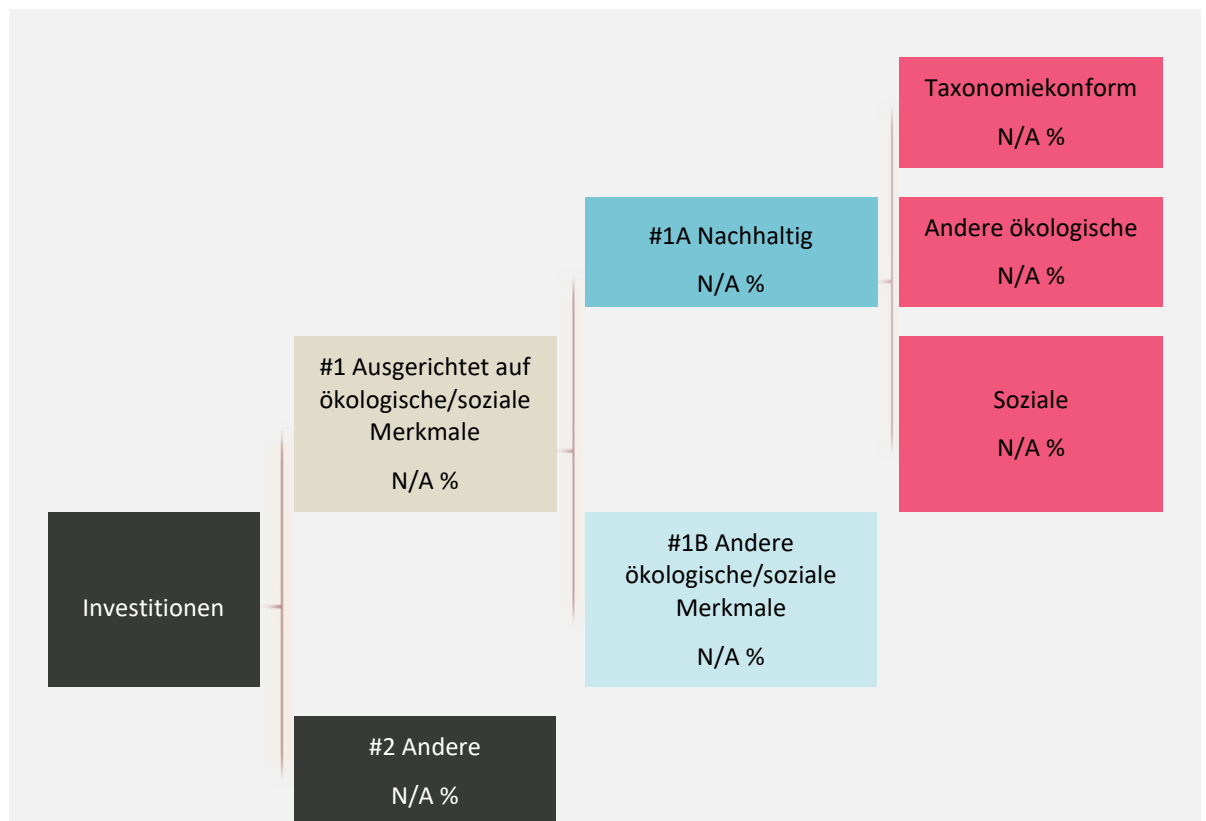 Taxonomiekonform
N/A %
#1A Nachhaltig
N/A %
Andere ökologische
N/A %
#1 Ausgerichtet auf
ökologische/soziale
Merkmale
N/A %
Soziale
N/A %
Investitionen
#1B Andere
ökologische/soziale
Merkmale
N/A %
#2 Andere
N/A %